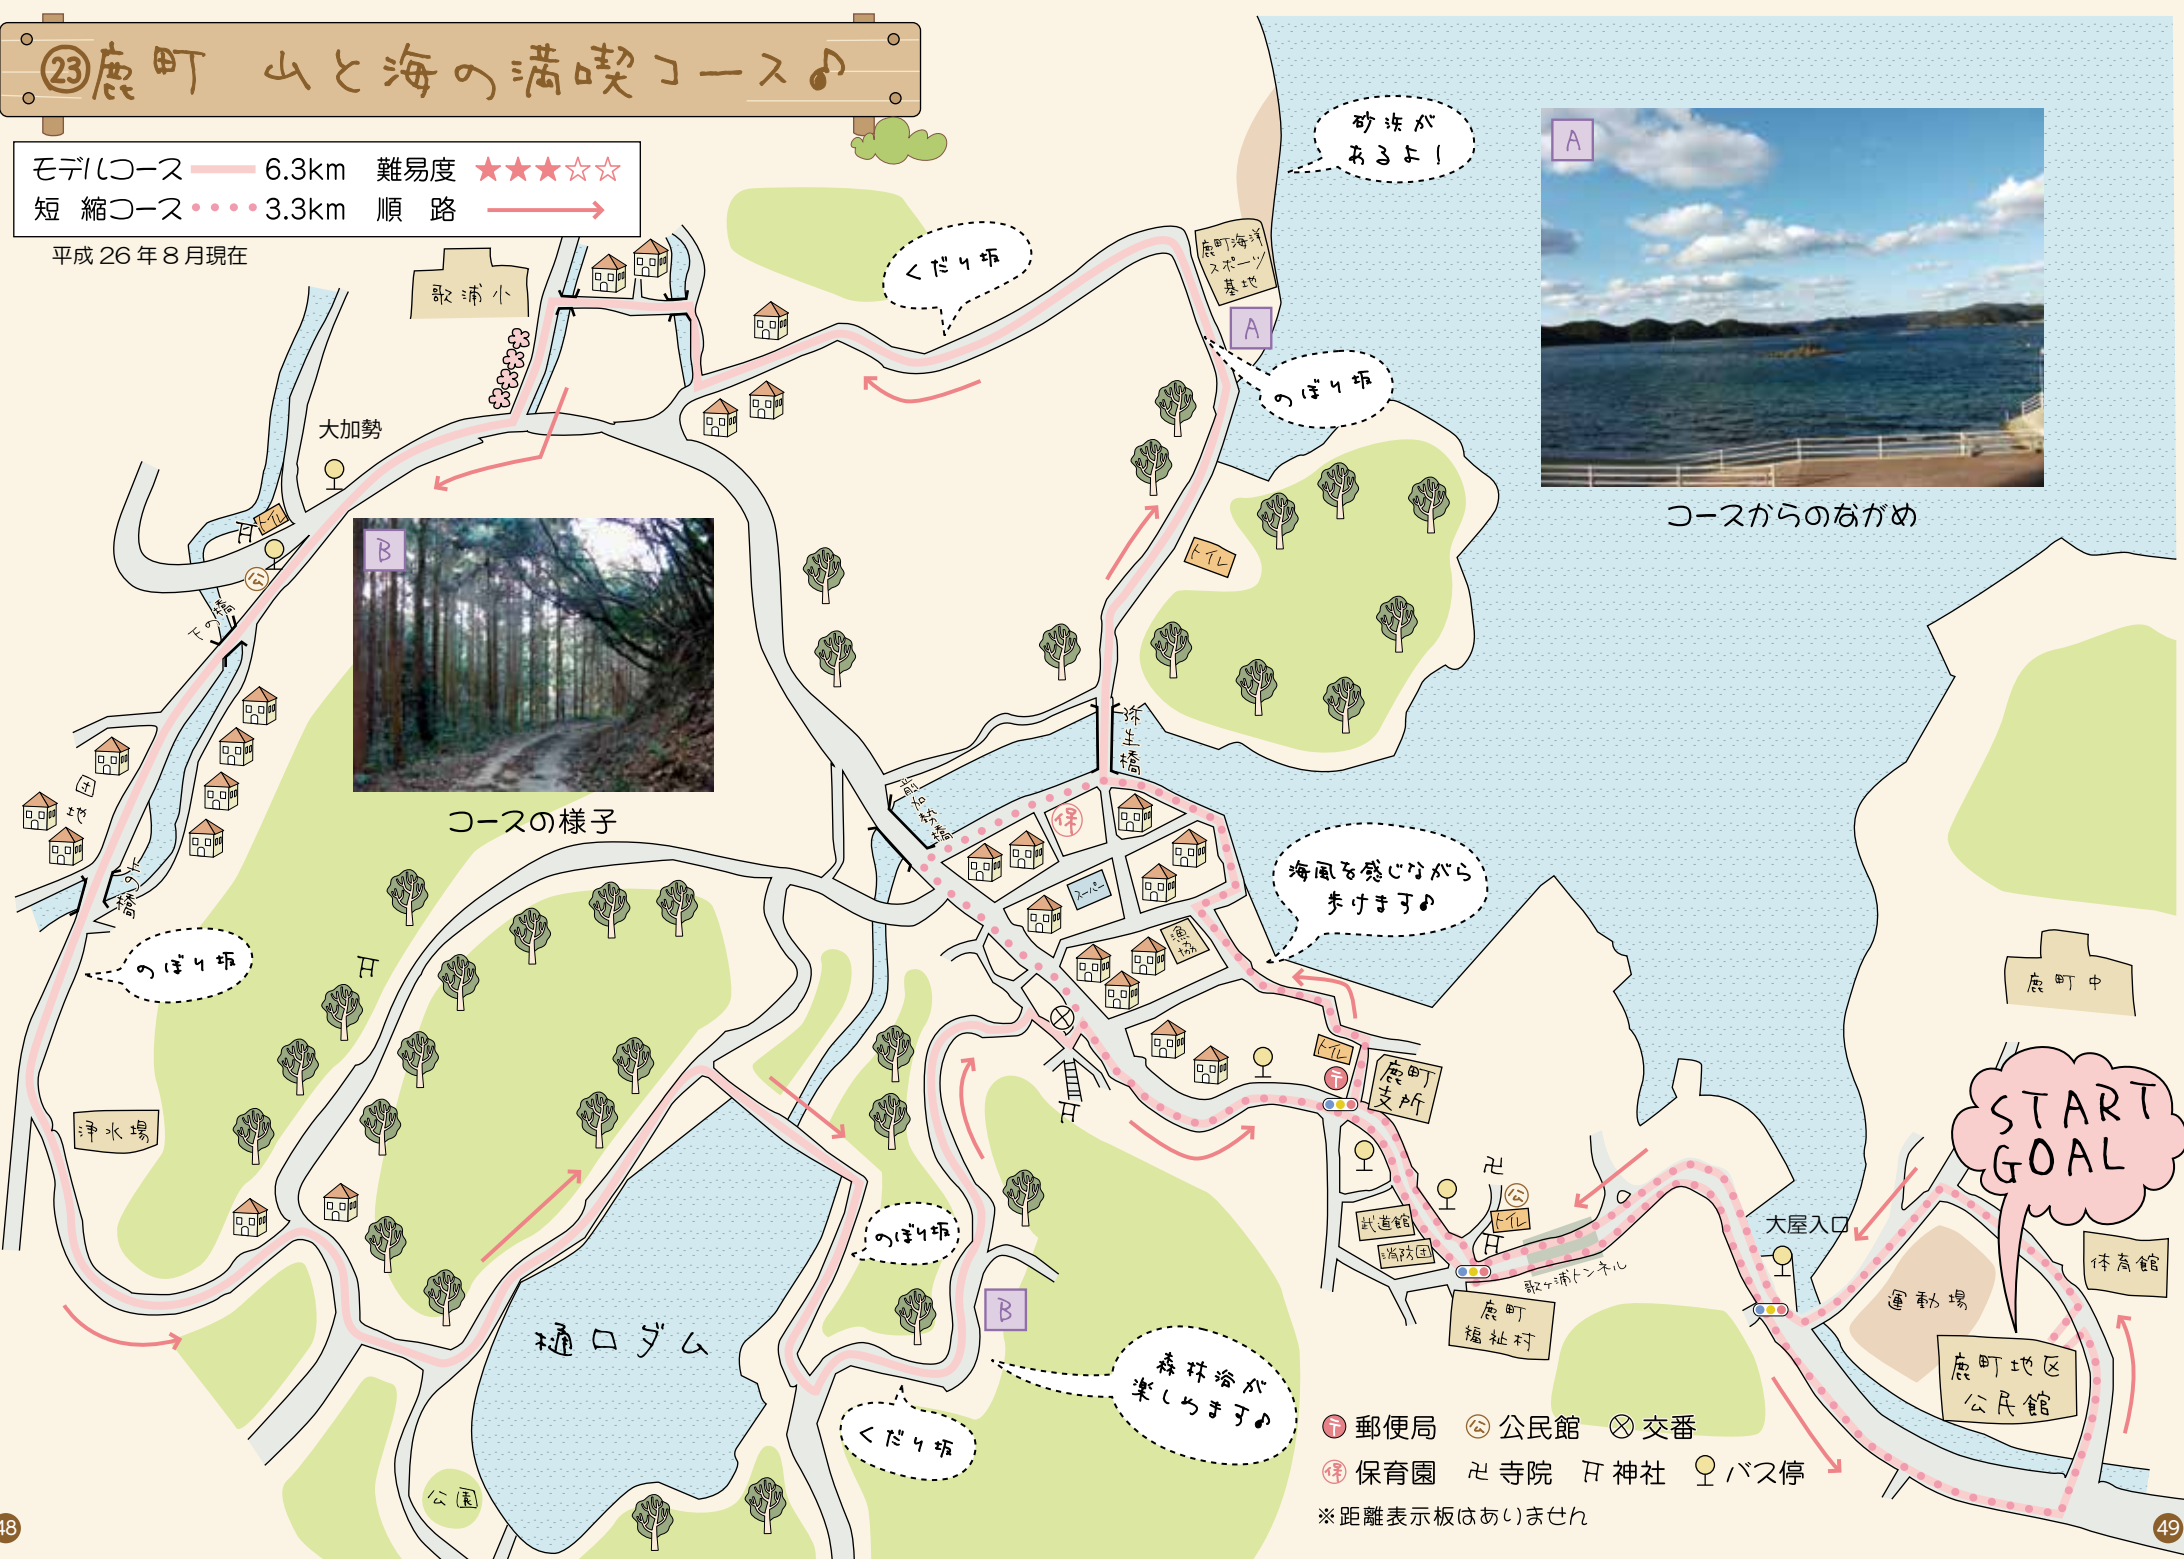 ㉓鹿町 山と海の満喫コース♪
モデルコース 6.3km 難易度 ★★★☆☆
短縮コース 3.3km 順路
平成26年8月現在
歌浦小
くだり坂
砂浜が
あるよ!
鹿町海洋
スポーツ
基地
A
のぼり坂
A
コースからのながめ
大加勢
トイレ
公
下の橋
B
コースの様子
トイレ
弥生橋
前加勢橋
保
スーパー
漁協
海風を感じながら
歩けます♪
団地
のぼり坂
浄水場
鹿町中
START
GOAL
トイレ
鹿町
支所
武道館
消防団
公
トイレ
歌ヶ浦トンネル
鹿町
福祉村
大屋入口
体育館
運動場
鹿町地区
公民館
のぼり坂
B
樋口ダム
森林浴が
楽しめます♪
くだり坂
公園
郵便局 公 公民館 交番
保 保育園 卍 寺院 神社 バス停
※距離表示板はありません
48
49